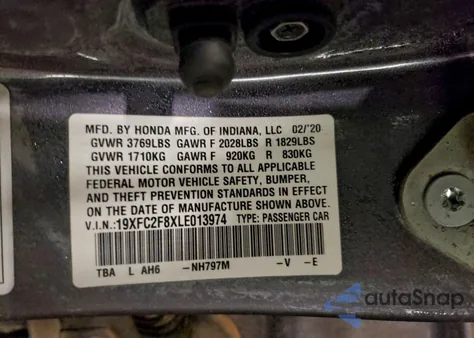 MFD. BY HONDA MFG. OF INDIANA, LLC 02/'20
GVWR 3769LBS GAWR F 2028LBS R 1829LBS
GVWR 1710KG GAWR F 920KG R 830KG
THIS VEHICLE CONFORMS TO ALL APPLICABLE
FEDERAL MOTOR VEHICLE SAFETY, BUMPER,
AND THEFT PREVENTION STANDARDS IN EFFECT
ON THE DATE OF MANUFACTURE SHOWN ABOVE.
V.I.N.:19XFC2F8XLE013974 TYPE: PASSENGER CAR
TBA L AH6 -NH797M -V -E
autoSnap